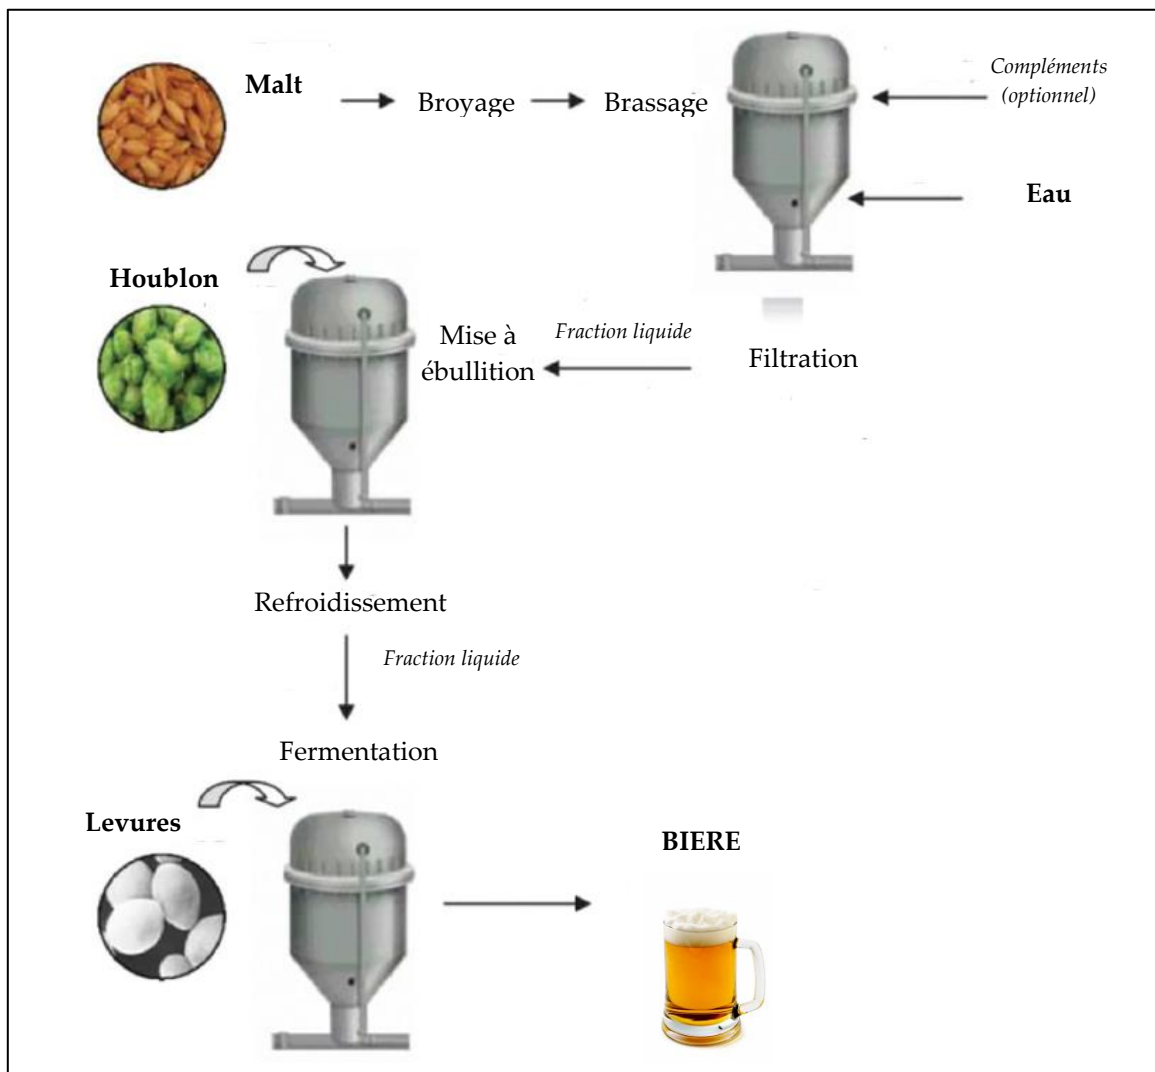 Malt
Broyage
Brassage
Compléments
(optionnel)
Eau
Houblon
Mise à
ébullition
Fraction liquide
Filtration
Refroidissement
Fraction liquide
Fermentation
Levures
BIERE